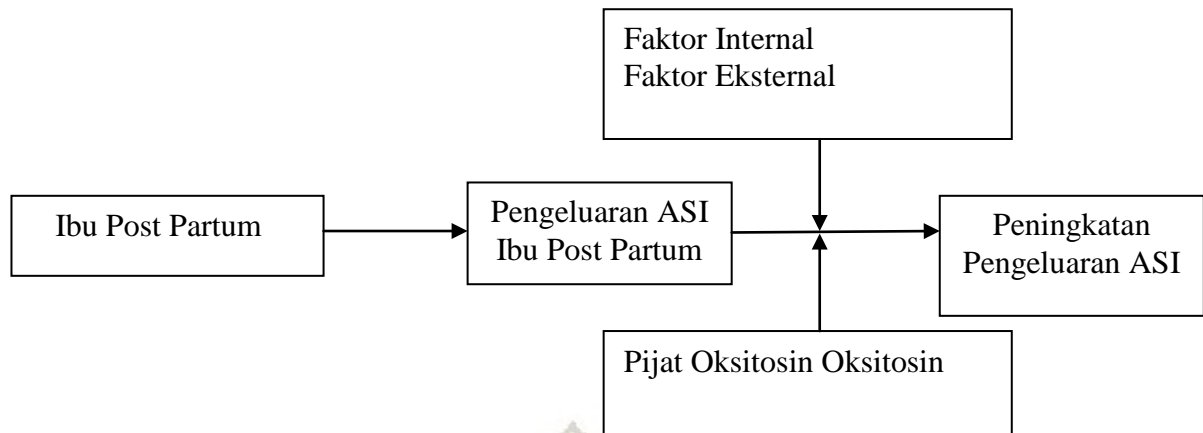 Faktor Internal
Faktor Eksternal
Ibu Post Partum
Pengeluaran ASI
Ibu Post Partum
Peningkatan
Pengeluaran ASI
Pijat Oksitosin Oksitosin